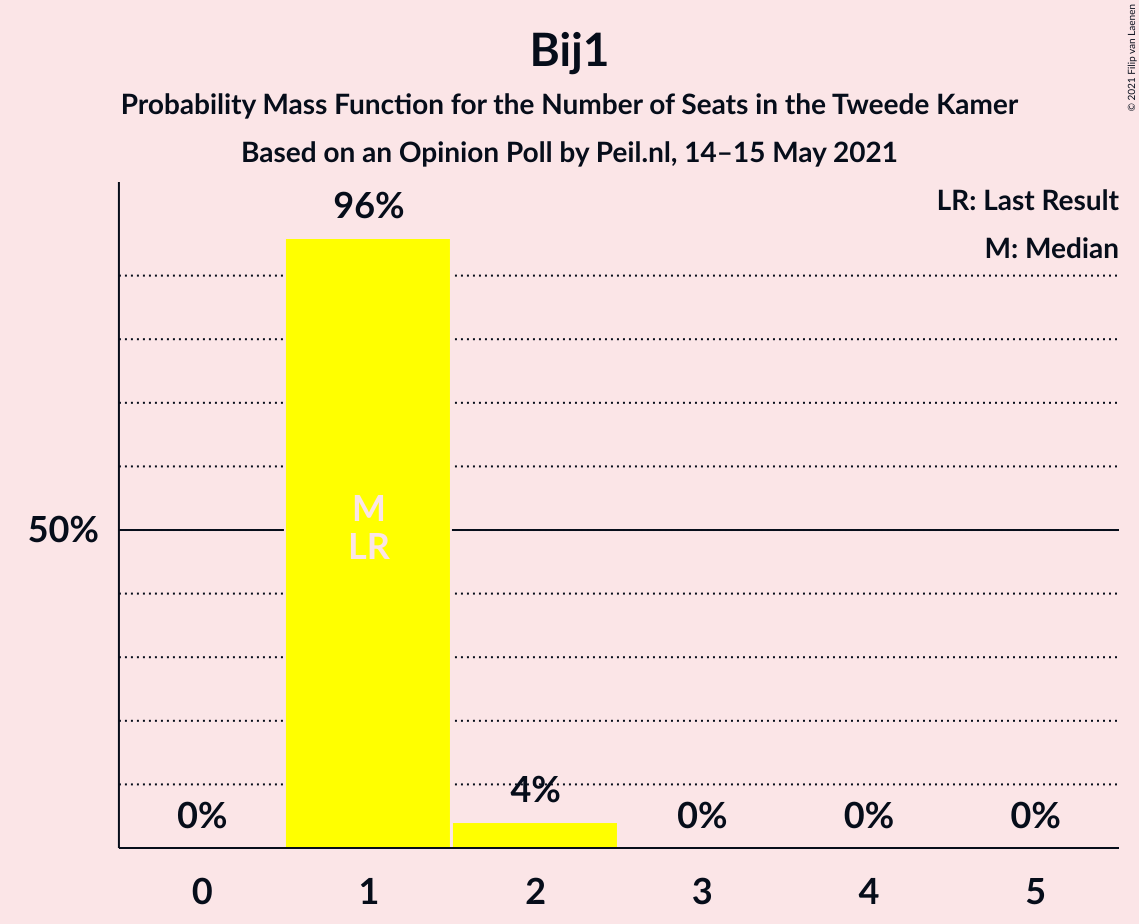 Bij1
Probability Mass Function for the Number of Seats in the Tweede Kamer
Based on an Opinion Poll by Peil.nl, 14–15 May 2021
© 2021 Filip van Laenen
LR: Last Result
M: Median
96%
M
LR
50%
0%
4%
0%
0%
0%
0
1
2
3
4
5